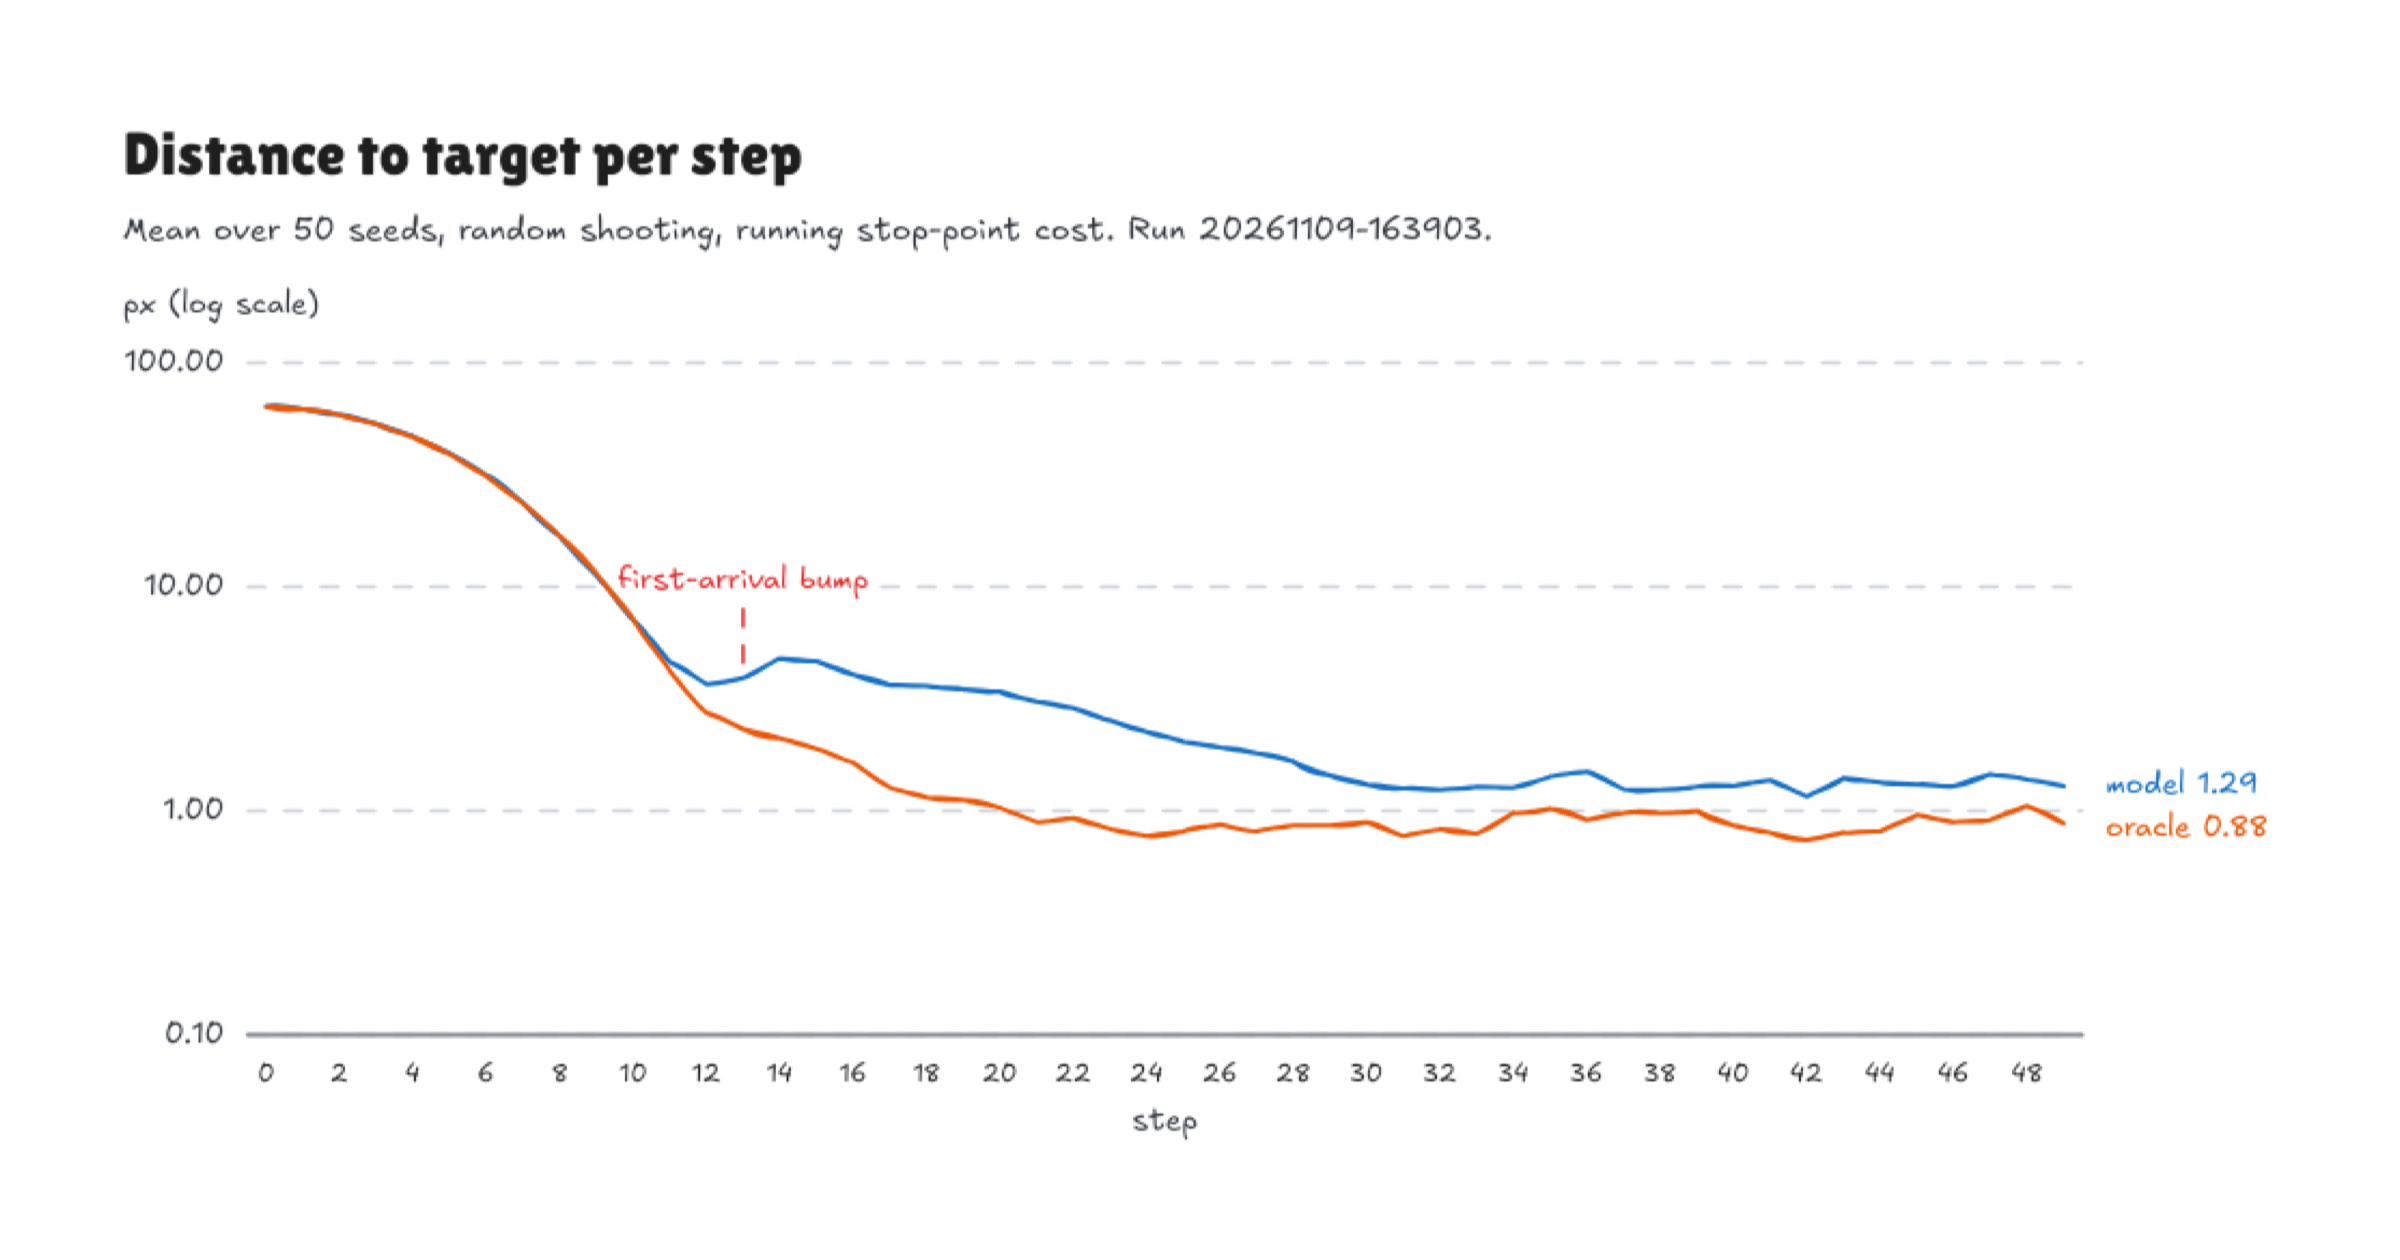 Distance to target per step
Mean over 50 seeds, random shooting, running stop-point cost. Run 20261109-163903.
px (log scale)
100.00
first-arrival bump
10.00
model 1.29
1.00
oracle 0.88
0.10
0 2 4 6 8 10 12 14 16 18 20 22 24 26 28 30 32 34 36 38 40 42 44 46 48
step